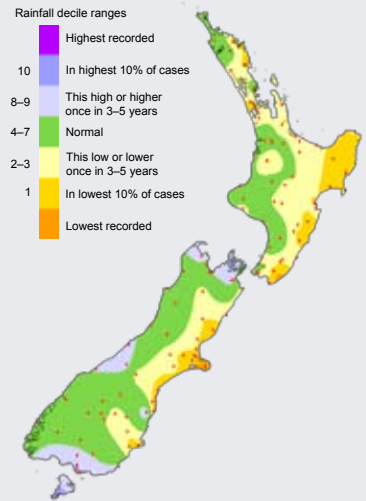 Rainfall decile ranges
Highest recorded
10 In highest 10% of cases
8–9 This high or higher
once in 3–5 years
4–7 Normal
2–3 This low or lower
once in 3–5 years
1 In lowest 10% of cases
Lowest recorded